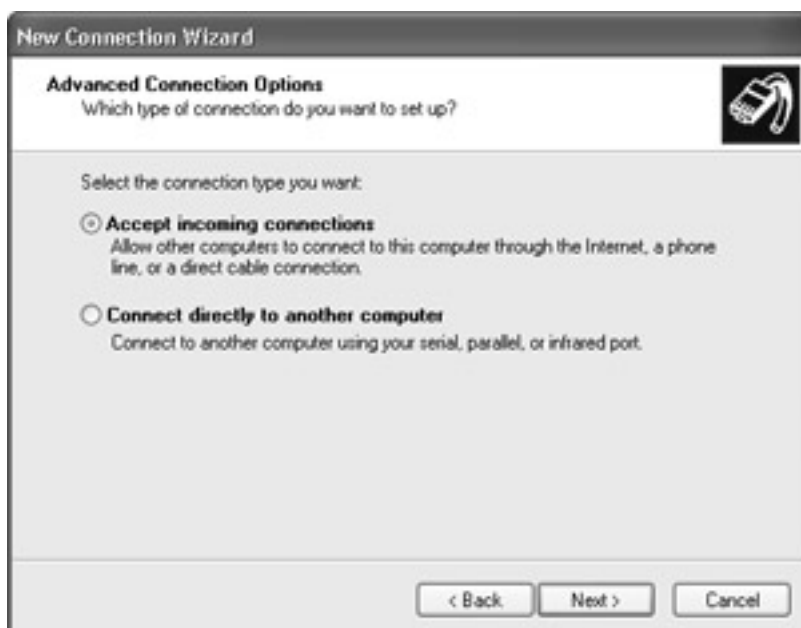 New Connection Wizard
Advanced Connection Options
Which type of connection do you want to set up?
Select the connection type you want:
Accept incoming connections
Allow other computers to connect to this computer through the Internet, a phone
line, or a direct cable connection.
Connect directly to another computer
Connect to another computer using your serial, parallel, or infrared port.
< Back
Next >
Cancel